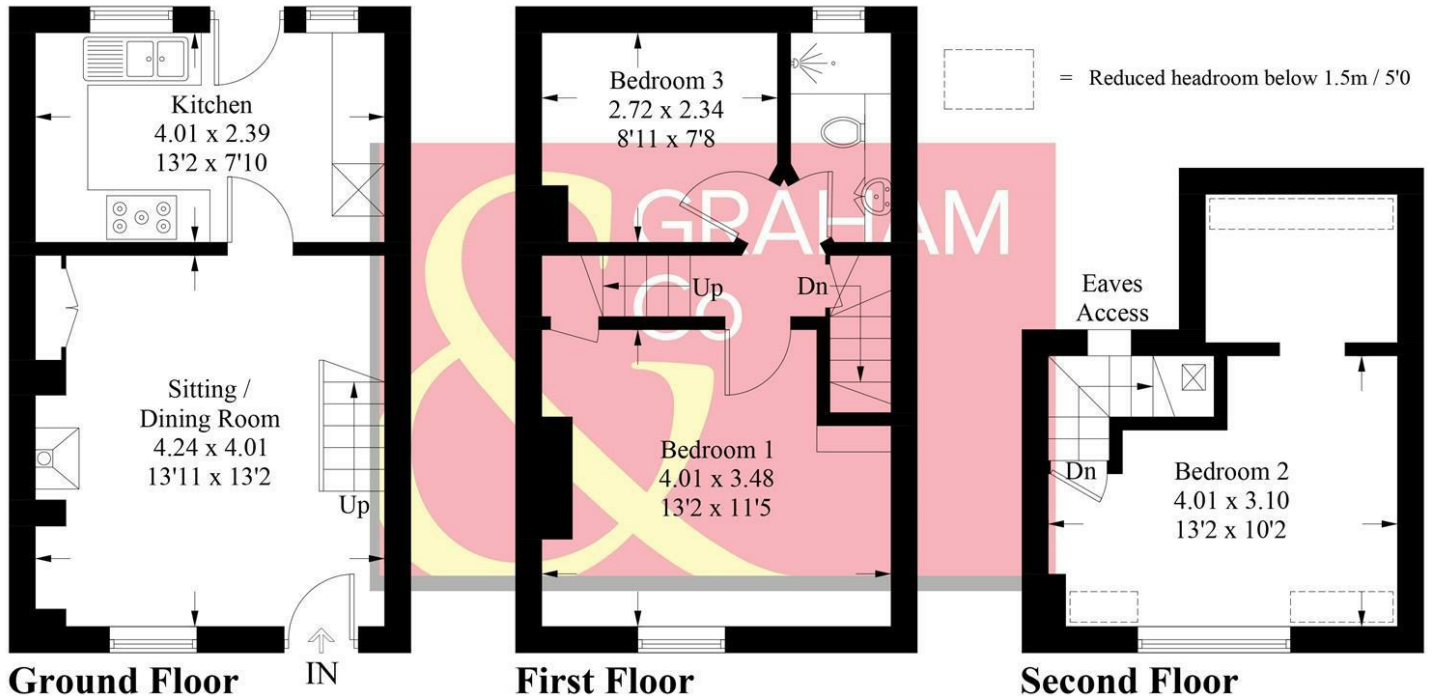 Kitchen
4.01 x 2.39
13'2 x 7'10
Sitting /
Dining Room
4.24 x 4.01
13'11 x 13'2
Up
IN
Ground Floor
Bedroom 3
2.72 x 2.34
8'11 x 7'8
Up
Dn
Bedroom 1
4.01 x 3.48
13'2 x 11'5
First Floor
= Reduced headroom below 1.5m / 5'0
& GRAHAM
Co
Eaves
Access
Dn
Bedroom 2
4.01 x 3.10
13'2 x 10'2
Second Floor